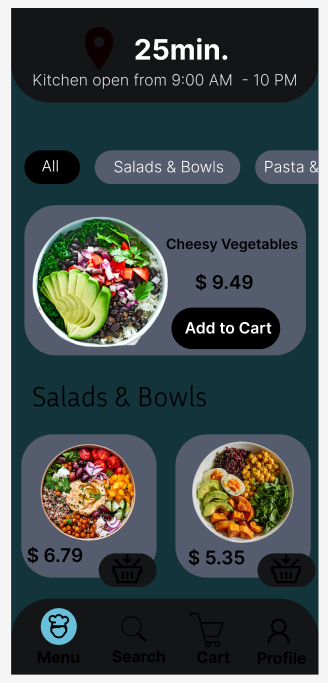 25min.
Kitchen open from 9:00 AM - 10 PM
All
Salads & Bowls
Pasta &
Cheesy Vegetables
$ 9.49
Add to Cart
Salads & Bowls
$ 6.79
$ 5.35
Menu
Search
Cart
Profile